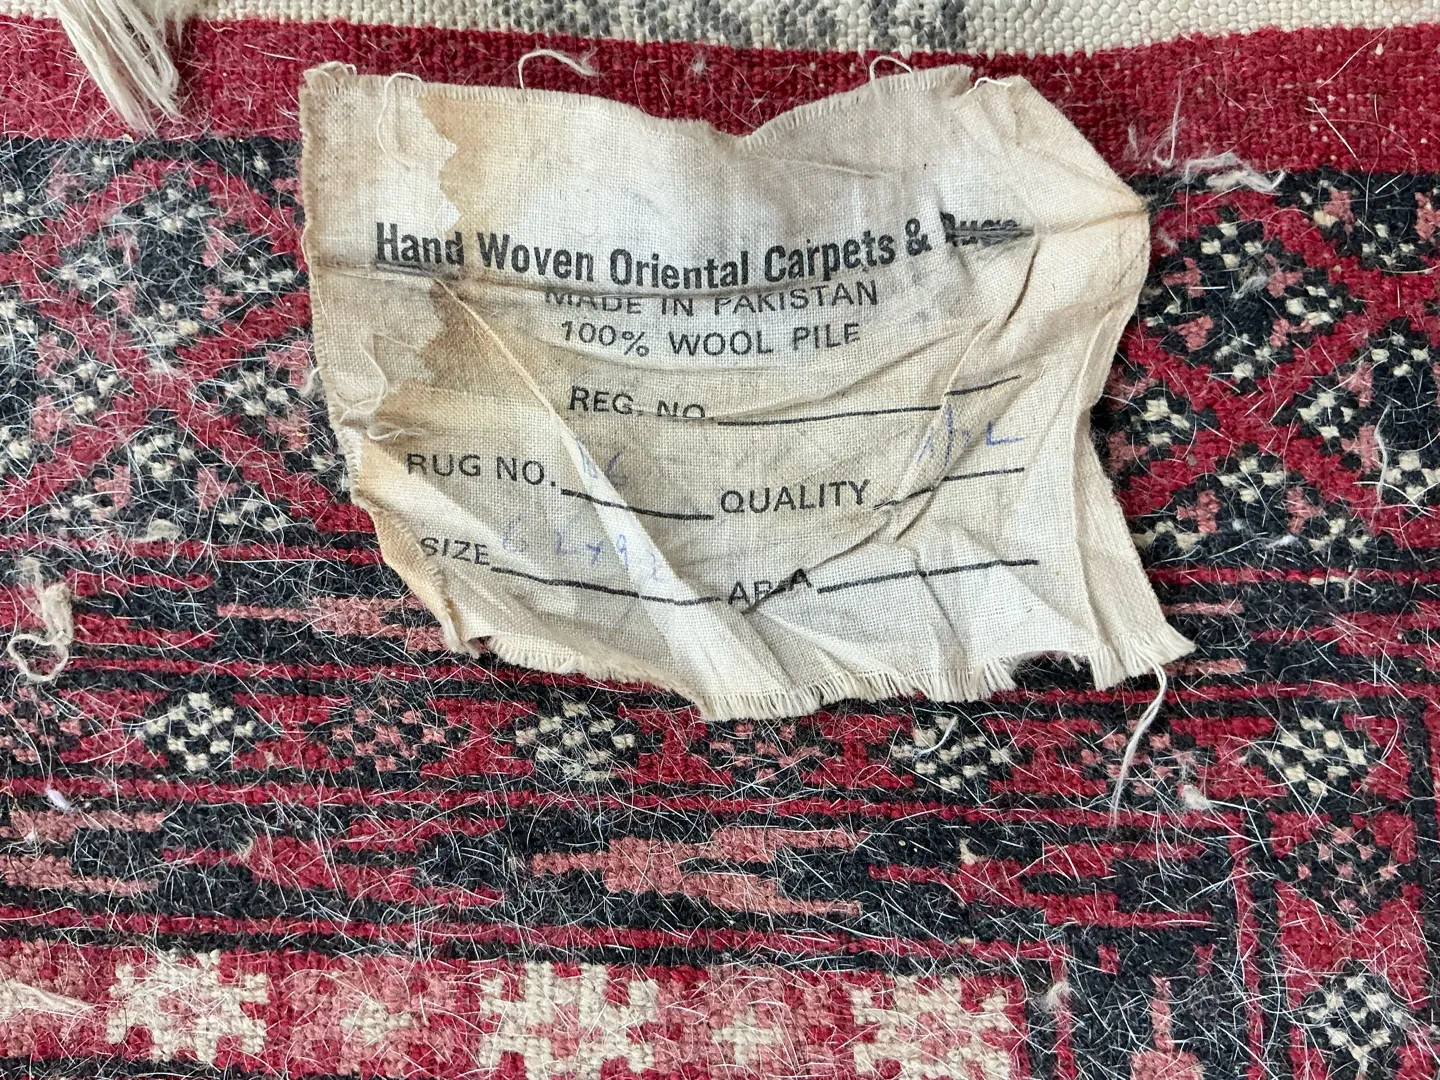 Hand Woven Oriental Carpets & Rugs
MADE IN PAKISTAN
100% WOOL PILE
REG. NO.
RUG NO. QUALITY
SIZE AREA